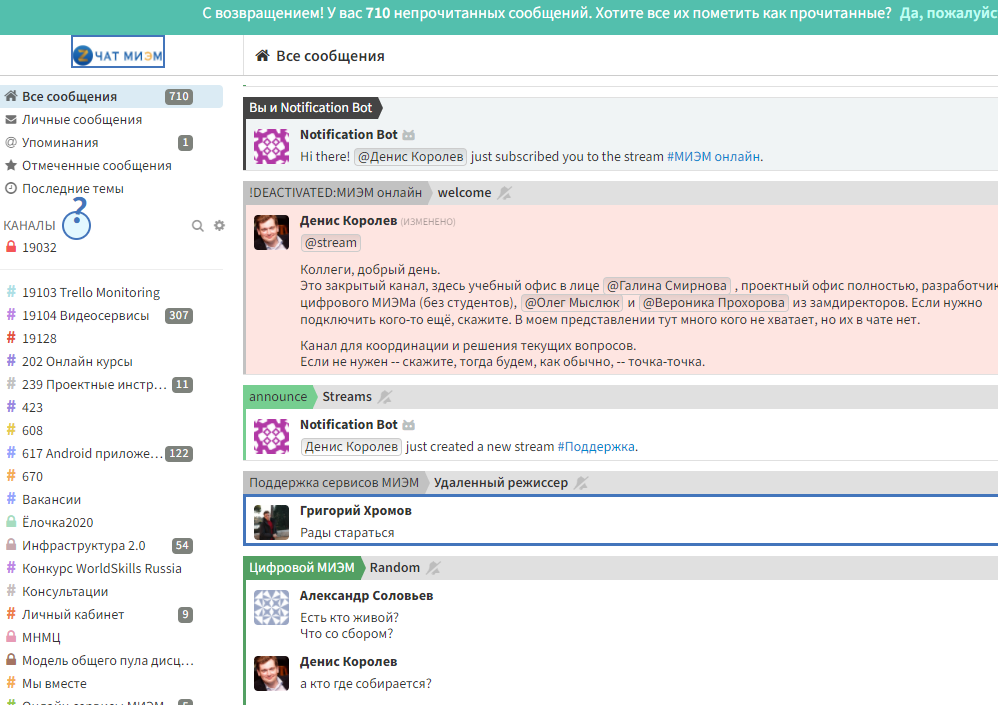 С возвращением! У вас 710 непрочитанных сообщений. Хотите все их пометить как прочитанные? Да, пожалуйс
ЧАТ МИЭМ
Все сообщения
Все сообщения 710
Личные сообщения
@ Упоминания 1
Отмеченные сообщения
Последние темы
?
КАНАЛЫ
19032
# 19103 Trello Monitoring
# 19104 Видеосервисы 307
# 19128
# 202 Онлайн курсы
# 239 Проектные инстр... 11
# 423
# 608
# 617 Android приложе... 122
# 670
# Вакансии
Ёлочка2020
Инфраструктура 2.0 54
# Конкурс WorldSkills Russia
# Консультации
# Личный кабинет 9
МНМЦ
Модель общего пула дисц...
# Мы вместе
Вы и Notification Bot
Notification Bot
Hi there! @Денис Королев just subscribed you to the stream #МИЭМ онлайн.
!DEACTIVATED:МИЭМ онлайн welcome
Денис Королев (ИЗМЕНЕНО)
@stream
Коллеги, добрый день.
Это закрытый канал, здесь учебный офис в лице @Галина Смирнова , проектный офис полностью, разработчик
цифрового МИЭМа (без студентов), @Олег Мыслюк и @Вероника Прохорова из замдиректоров. Если нужно
подключить кого-то ещё, скажите. В моем представлении тут много кого не хватает, но их в чате нет.
Канал для координации и решения текущих вопросов.
Если не нужен -- скажите, тогда будем, как обычно, -- точка-точка.
announce Streams
Notification Bot
Денис Королев just created a new stream #Поддержка.
Поддержка сервисов МИЭМ Удаленный режиссер
Григорий Хромов
Рады стараться
Цифровой МИЭМ Random
Александр Соловьев
Есть кто живой?
Что со сбором?
Денис Королев
а кто где собирается?